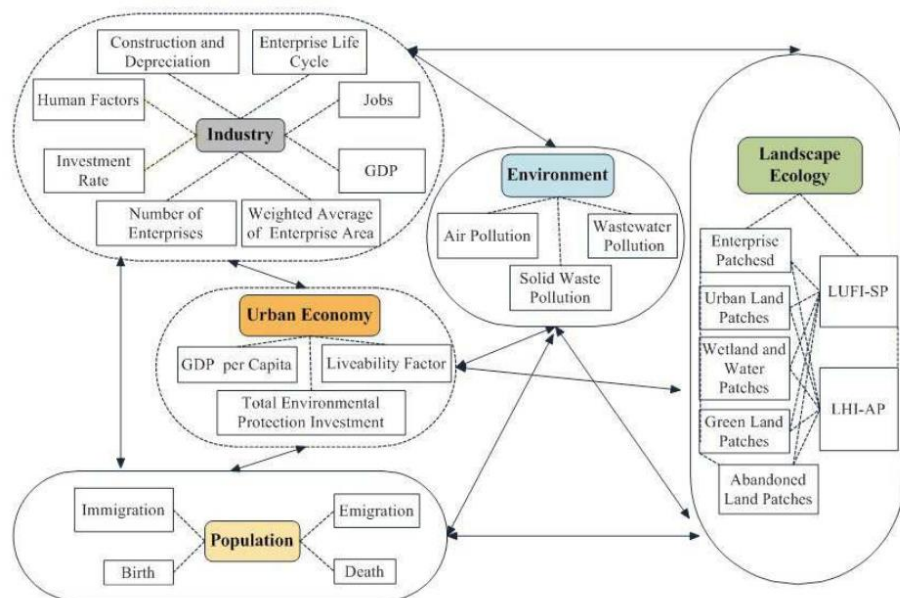 Construction and
Depreciation
Enterprise Life
Cycle
Human Factors
Jobs
Industry
Investment
Rate
GDP
Number of
Enterprises
Weighted Average
of Enterprise Area
Environment
Air Pollution
Wastewater
Pollution
Solid Waste
Pollution
Landscape
Ecology
Enterprise
Patchesd
LUFI-SP
Urban Land
Patches
Wetland and
Water
Patches
LHI-AP
Green Land
Patches
Abandoned
Land Patches
Urban Economy
GDP per Capita
Liveability Factor
Total Environmental
Protection Investment
Immigration
Emigration
Population
Birth
Death